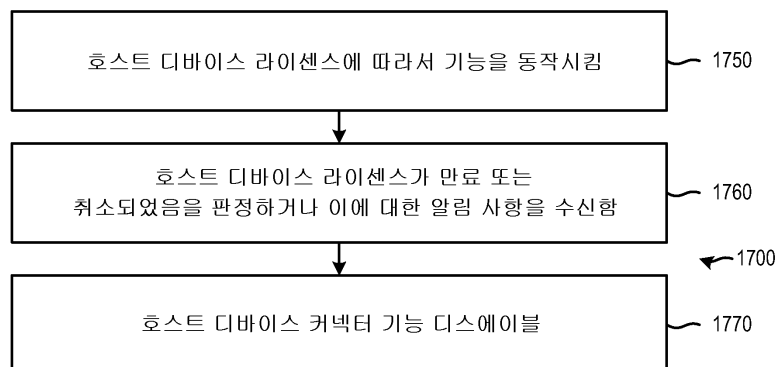 호스트 디바이스 라이센스에 따라서 기능을 동작시킴
1750
호스트 디바이스 라이센스가 만료 또는
취소되었음을 판정하거나 이에 대한 알림 사항을 수신함
1760
1700
호스트 디바이스 커넥터 기능 디스에이블
1770